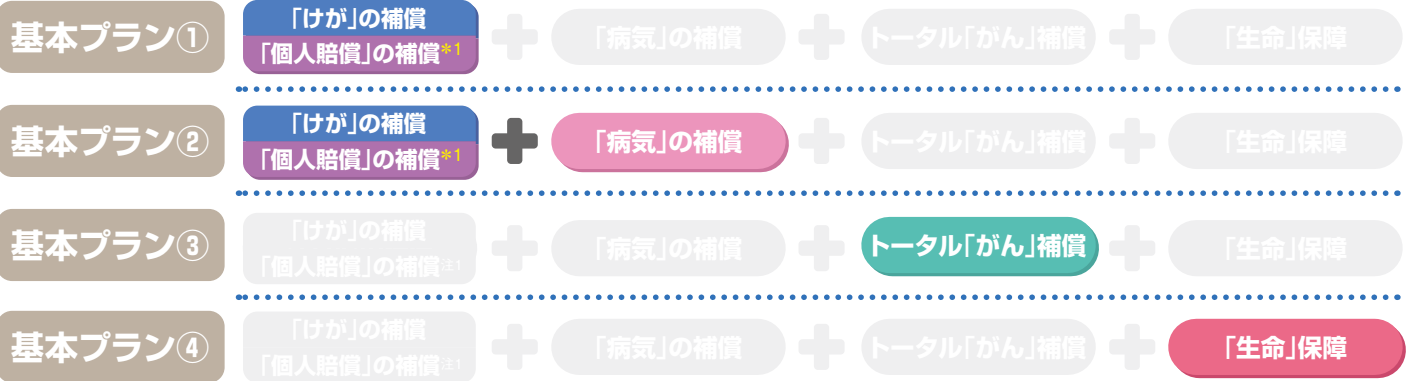 基本プラン①
「けが」の補償
「個人賠償」の補償*1
「病気」の補償
トータル「がん」補償
「生命」保障
基本プラン②
「けが」の補償
「個人賠償」の補償*1
「病気」の補償
トータル「がん」補償
「生命」保障
基本プラン③
「けが」の補償
「個人賠償」の補償注1
「病気」の補償
トータル「がん」補償
「生命」保障
基本プラン④
「けが」の補償
「個人賠償」の補償注1
「病気」の補償
トータル「がん」補償
「生命」保障